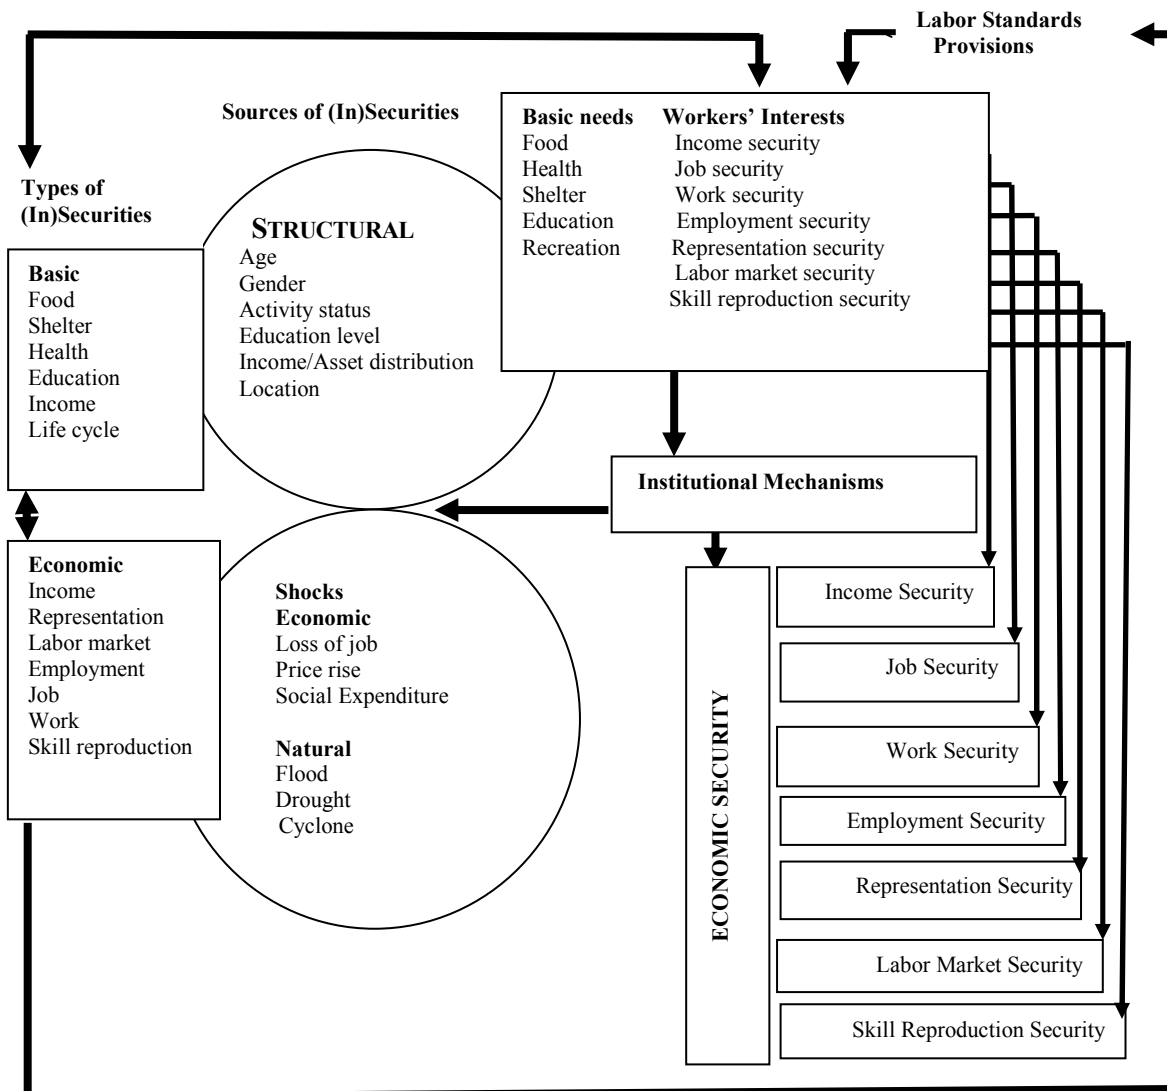 Labor Standards
Provisions
Sources of (In)Securities
Types of
(In)Securities
Basic needs Workers’ Interests
Food Income security
Health Job security
Shelter Work security
Education Employment security
Recreation Representation security
Labor market security
Skill reproduction security
STRUCTURAL
Age
Gender
Activity status
Education level
Income/Asset distribution
Location
Basic
Food
Shelter
Health
Education
Income
Life cycle
Institutional Mechanisms
Economic
Income
Representation
Labor market
Employment
Job
Work
Skill reproduction
Shocks
Economic
Loss of job
Price rise
Social Expenditure
Natural
Flood
Drought
Cyclone
ECONOMIC SECURITY
Income Security
Job Security
Work Security
Employment Security
Representation Security
Labor Market Security
Skill Reproduction Security